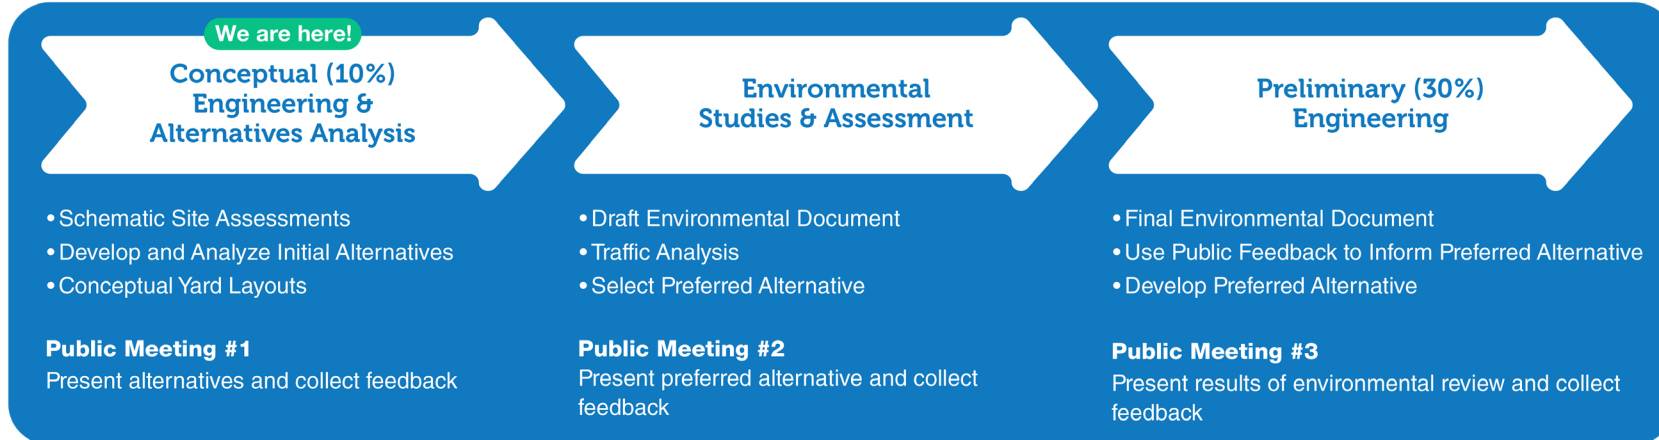 We are here!
Conceptual (10%)
Engineering &
Alternatives Analysis
• Schematic Site Assessments
• Develop and Analyze Initial Alternatives
• Conceptual Yard Layouts
Public Meeting #1
Present alternatives and collect feedback
Environmental
Studies & Assessment
• Draft Environmental Document
• Traffic Analysis
• Select Preferred Alternative
Public Meeting #2
Present preferred alternative and collect
feedback
Preliminary (30%)
Engineering
• Final Environmental Document
• Use Public Feedback to Inform Preferred Alternative
• Develop Preferred Alternative
Public Meeting #3
Present results of environmental review and collect
feedback